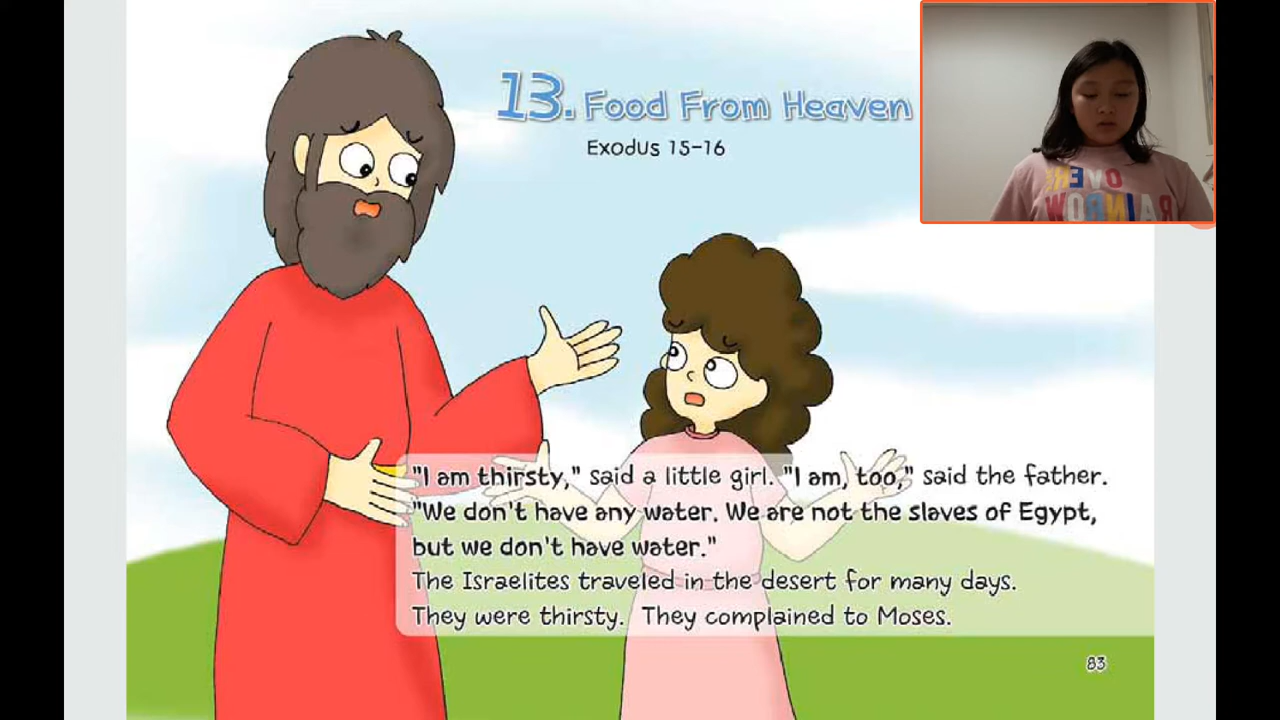 13. Food From Heaven
Exodus 15-16
OVER
RAINBOW
"I am thirsty," said a little girl. "I am, too," said the father.
"We don't have any water. We are not the slaves of Egypt,
but we don't have water."
The Israelites traveled in the desert for many days.
They were thirsty. They complained to Moses.
83